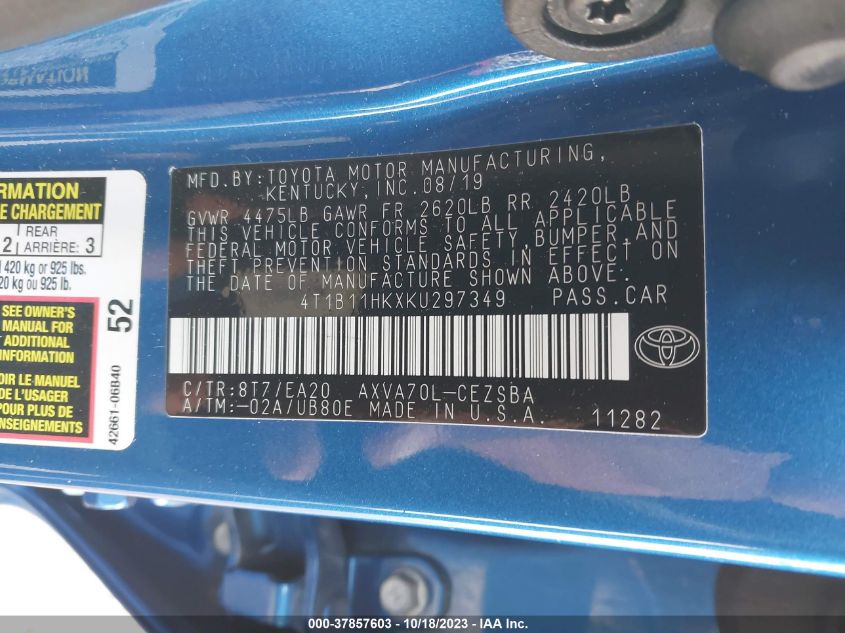 NOITAM
MFD.BY:TOYOTA MOTOR MANUFACTURING,
KENTUCKY, INC.08/19
GVWR 4475LB GAWR FR 2620LB RR 2420LB
THIS VEHICLE CONFORMS TO ALL APPLICABLE
FEDERAL MOTOR VEHICLE SAFETY,BUMPER,AND
THEFT PREVENTION STANDARDS IN EFFECT ON
THE DATE OF MANUFACTURE SHOWN ABOVE.
4T1B11HKXKU297349 PASS.CAR
C/TR:8T7/EA20 AXVA70L-CEZSBA
A/TM:-02A/UB80E MADE IN U.S.A. 11282
RMATION
E CHARGEMENT
2 REAR
ARRIÈRE: 3
420 kg or 925 lbs.
20 kg ou 925 lb.
SEE OWNER'S
MANUAL FOR
ADDITIONAL
INFORMATION
OIR LE MANUEL
DE L'USAGER
POUR PLUS DE
RENSEIGNEMENTS
52
42661-06B40
000-37857603 - 10/18/2023 - IAA Inc.